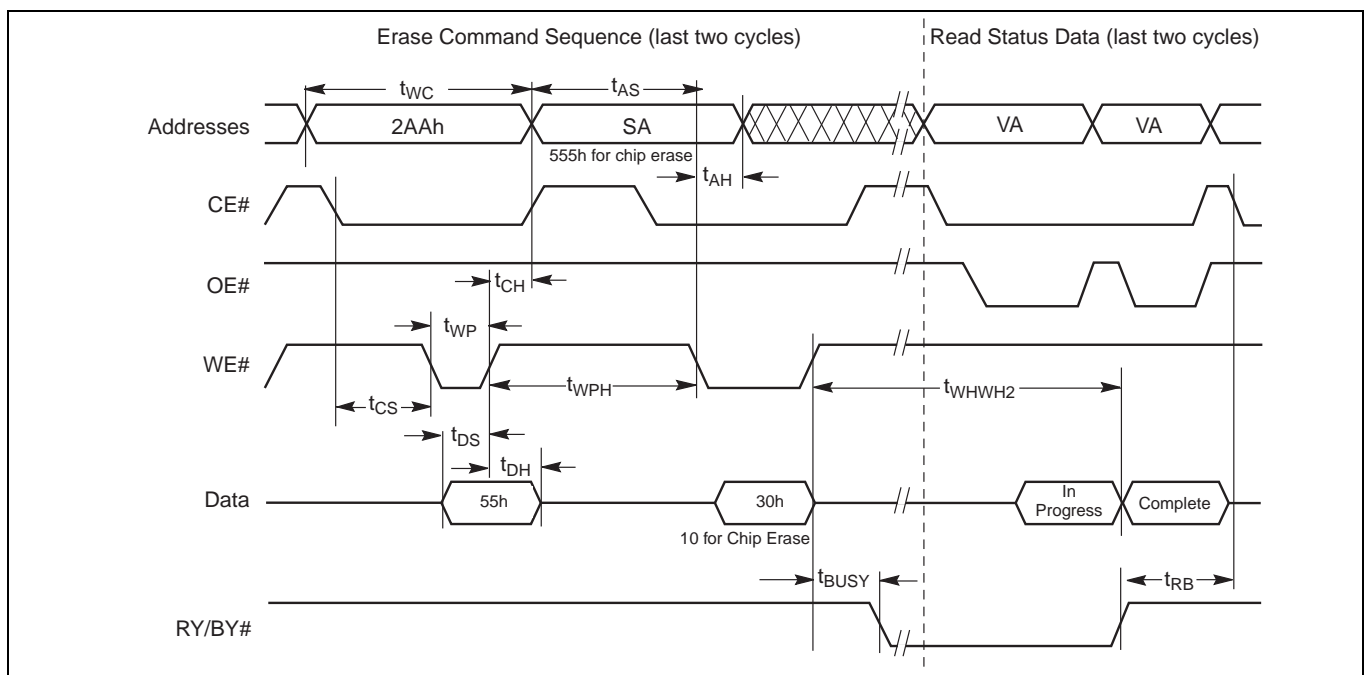 Erase Command Sequence (last two cycles)
Read Status Data (last two cycles)
tWC
tAS
Addresses
2AAh
SA
VA
VA
555h for chip erase
tAH
CE#
OE#
tCH
tWP
WE#
tWPH
tWHWH2
tCS
tDS
tDH
Data
55h
30h
In
Progress
Complete
10 for Chip Erase
tBUSY
tRB
RY/BY#